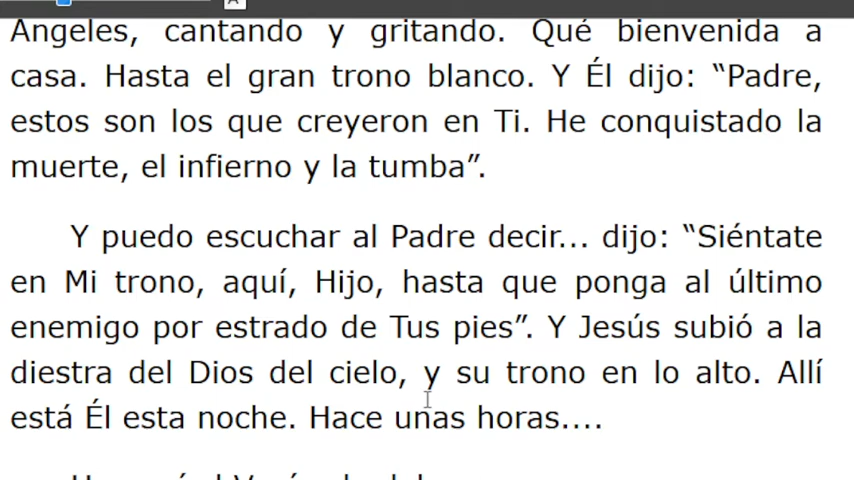 Ángeles, cantando y gritando. Qué bienvenida a
casa. Hasta el gran trono blanco. Y Él dijo: “Padre,
estos son los que creyeron en Ti. He conquistado la
muerte, el infierno y la tumba”.
Y puedo escuchar al Padre decir... dijo: “Siéntate
en Mi trono, aquí, Hijo, hasta que ponga al último
enemigo por estrado de Tus pies”. Y Jesús subió a la
diestra del Dios del cielo, y su trono en lo alto. Allí
está Él esta noche. Hace unas horas....